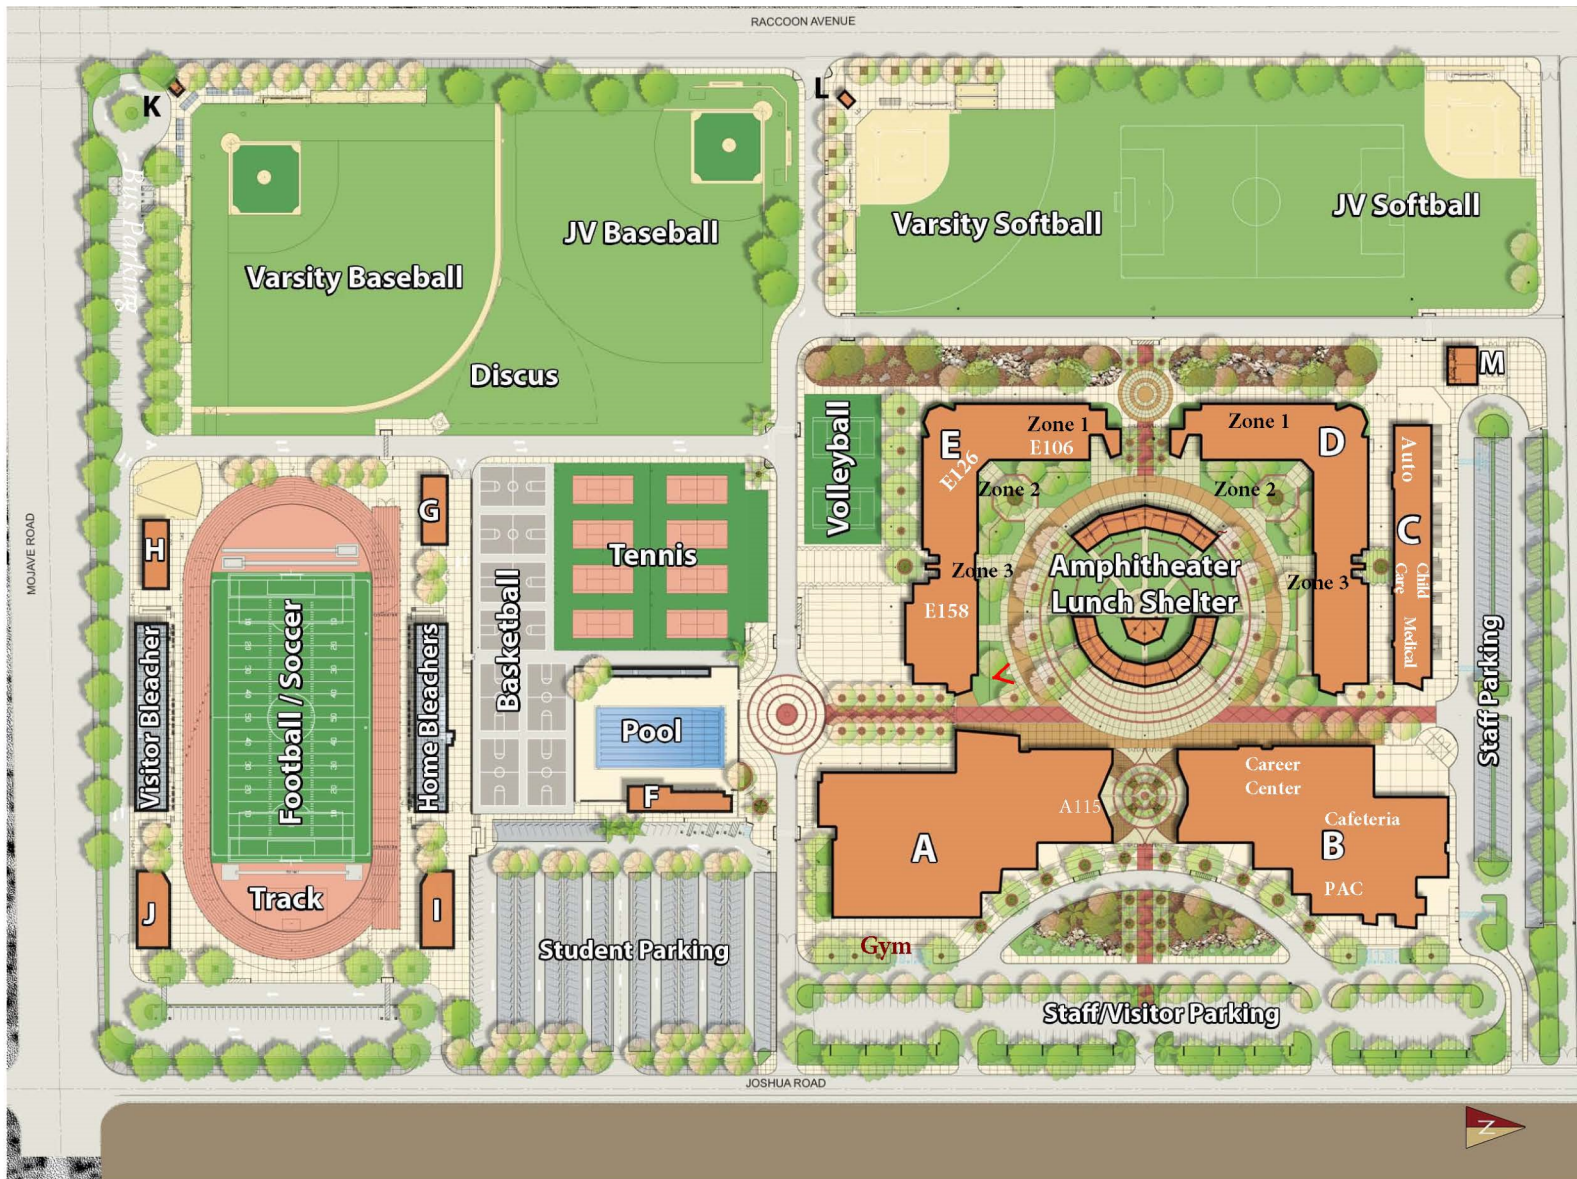 RACCOON AVENUE
K
L
Bus Parking
Varsity Baseball
JV Baseball
Varsity Softball
JV Softball
Discus
M
Volleyball
E
Zone 1
E106
E126
Zone 2
Zone 3
E158
Zone 1
D
Zone 2
Zone 3
Auto
C
Child
Care
Medical
Amphitheater
Lunch Shelter
Staff Parking
MOJAVE ROAD
H
G
Visitor Bleacher
Football / Soccer
Home Bleachers
Basketball
Tennis
Pool
F
Track
J
I
Student Parking
A
A115
Gym
Career
Center
Cafeteria
B
PAC
Staff/Visitor Parking
JOSHUA ROAD
N